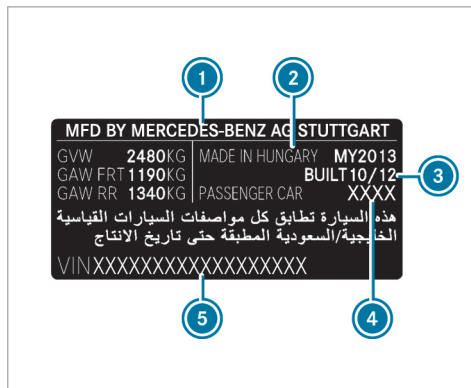 1
2
MFD BY MERCEDES-BENZ AG STUTTGART
GVW 2480KG MADE IN HUNGARY MY2013
GAW FRT 1190KG BUILT 10/12
3
GAW RR 1340KG PASSENGER CAR XXXX
هذه السيارة تطابق كل مواصفات السيارات القياسية
الخليجية/السعودية المطبقة حتى تاريخ الانتاج
VIN XXXXXXXXXXXXXXXXX
5
4